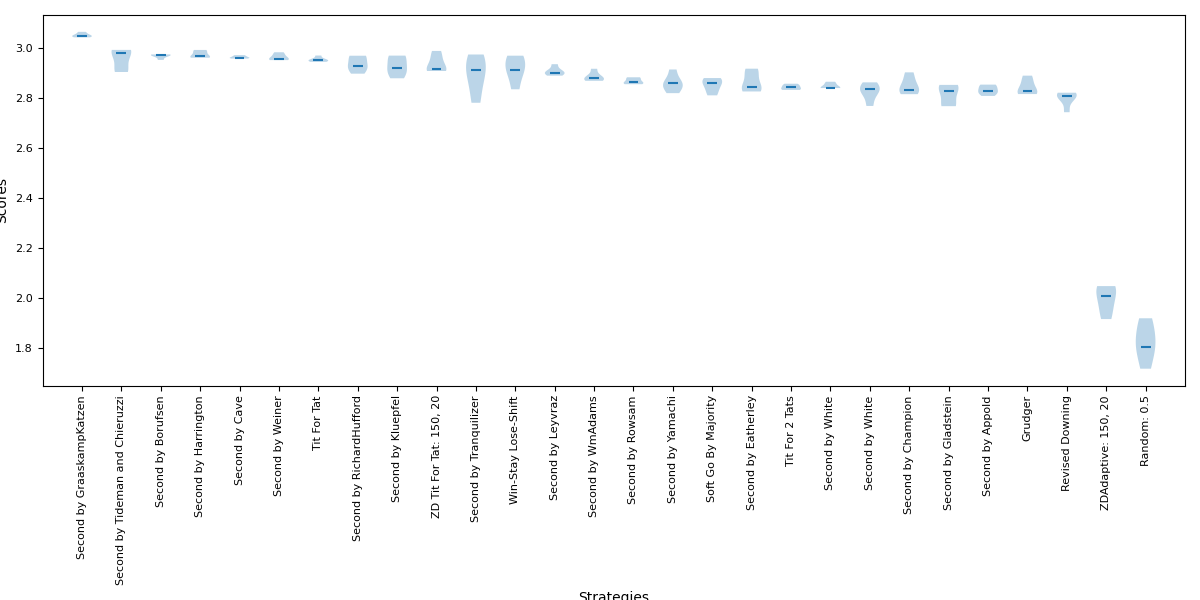 Scores
3.0
2.8
2.6
2.4
2.2
2.0
1.8
Second by GraaskampKatzen
Second by Tideman and Chieruzzi
Second by Borufsen
Second by Harrington
Second by Cave
Second by Weiner
Tit For Tat
Second by RichardHufford
Second by Kluepfel
ZD Tit For Tat: 150, 20
Second by Tranquilizer
Win-Stay Lose-Shift
Second by Leyvraz
Second by WmAdams
Second by Rowsam
Second by Yamachi
Soft Go By Majority
Second by Eatherley
Tit For 2 Tats
Second by White
Second by White
Second by Champion
Second by Gladstein
Second by Appold
Grudger
Revised Downing
ZDAdaptive: 150, 20
Random: 0.5
Strategies